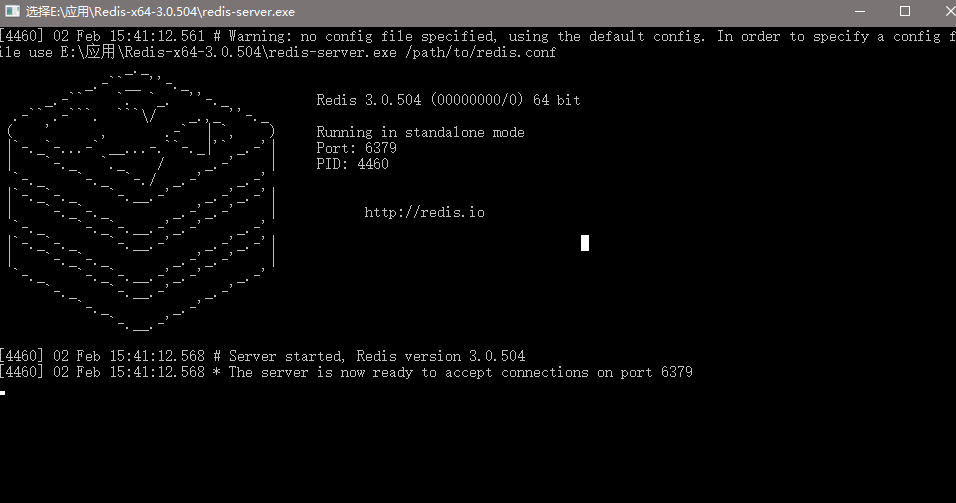 选择E:\应用\Redis-x64-3.0.504\redis-server.exe
[4460] 02 Feb 15:41:12.561 # Warning: no config file specified, using the default config. In order to specify a config f
ile use E:\应用\Redis-x64-3.0.504\redis-server.exe /path/to/redis.conf
Redis 3.0.504 (00000000/0) 64 bit
Running in standalone mode
Port: 6379
PID: 4460
http://redis.io
[4460] 02 Feb 15:41:12.568 # Server started, Redis version 3.0.504
[4460] 02 Feb 15:41:12.568 * The server is now ready to accept connections on port 6379